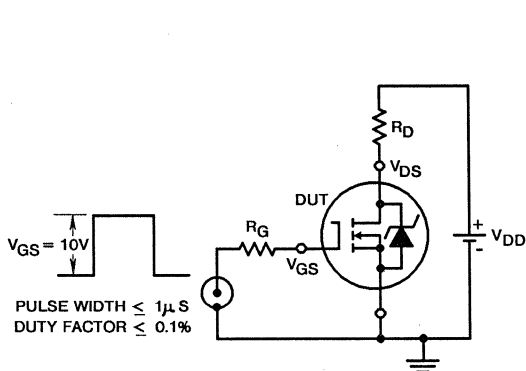 R_D
V_DS
DUT
R_G
V_GS = 10V
V_GS
+
V_DD
-
PULSE WIDTH ≤ 1μS
DUTY FACTOR ≤ 0.1%